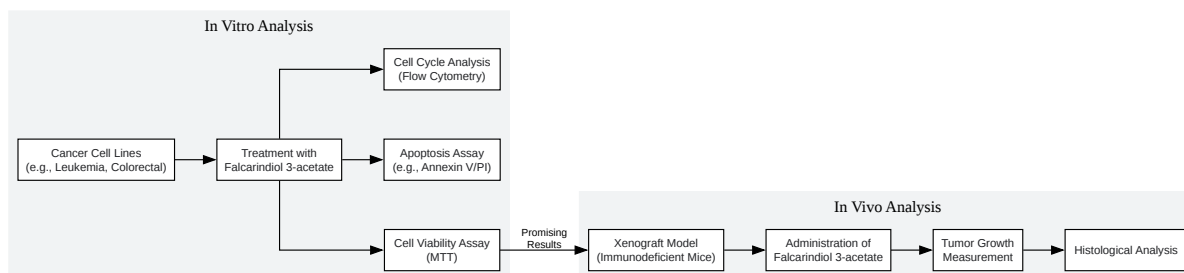 In Vitro Analysis
Cell Cycle Analysis
(Flow Cytometry)
Cancer Cell Lines
(e.g., Leukemia, Colorectal)
Treatment with
Falcarindiol 3-acetate
Apoptosis Assay
(e.g., Annexin V/PI)
Cell Viability Assay
(MTT)
Promising
Results
In Vivo Analysis
Xenograft Model
(Immunodeficient Mice)
Administration of
Falcarindiol 3-acetate
Tumor Growth
Measurement
Histological Analysis